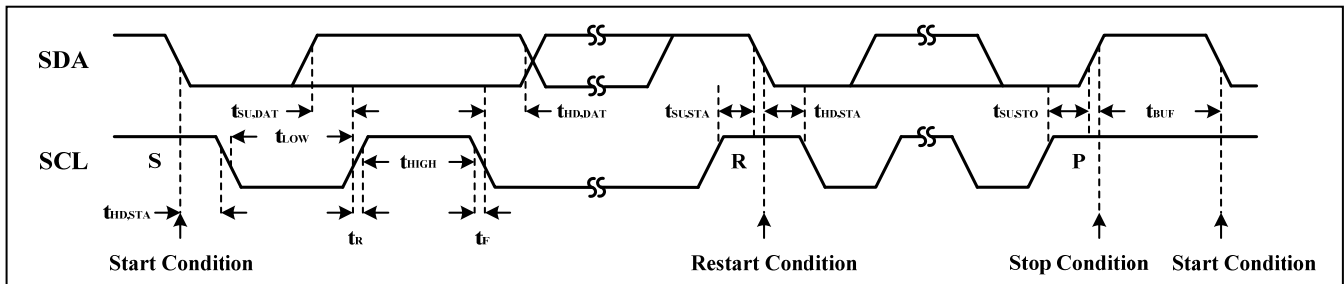 SDA
tSU,DAT
tHD,DAT
tSU,STA
tHD,STA
tSU,STO
tBUF
tLOW
SCL
S
tHIGH
R
P
tHD,STA
tR
tF
Start Condition
Restart Condition
Stop Condition
Start Condition